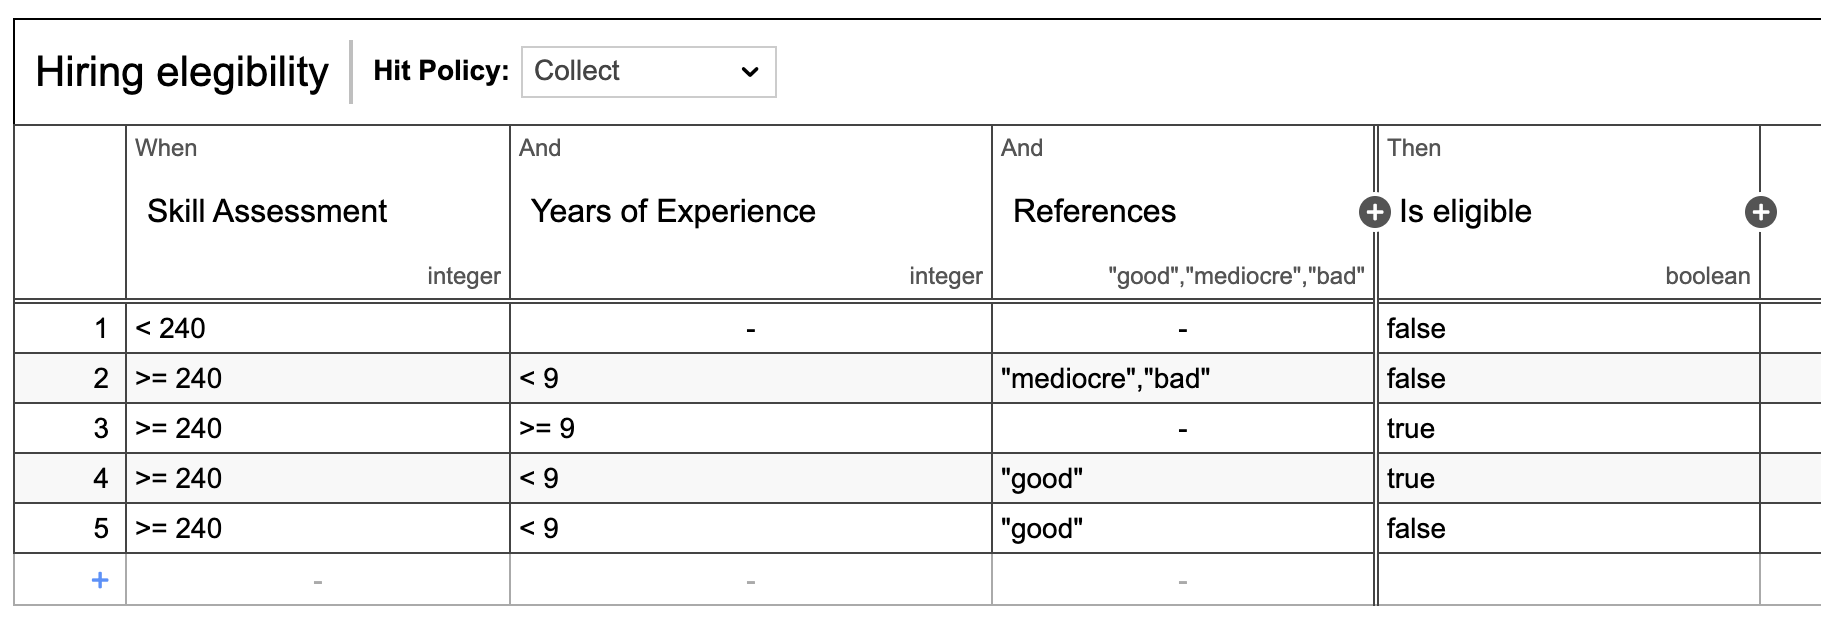 Hiring elegibility Hit Policy: Collect
When And And Then
Skill Assessment Years of Experience References + Is eligible +
integer integer "good","mediocre","bad" boolean
1 < 240 - - false
2 >= 240 < 9 "mediocre","bad" false
3 >= 240 >= 9 - true
4 >= 240 < 9 "good" true
5 >= 240 < 9 "good" false
+ - - -